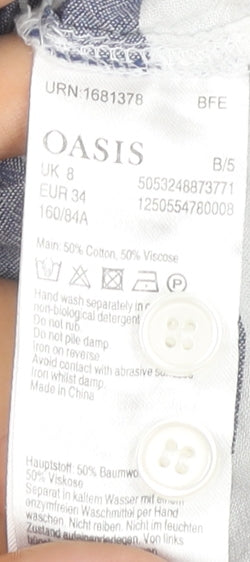 URN:1681378 BFE
OASIS B/5
UK 8 5053248873771
EUR 34 1250554780008
160/84A
Main: 50% Cotton, 50% Viscose
Hand wash separately in
non-biological detergent
Do not rub.
Do not pile damp.
Iron on reverse.
Avoid contact with abrasive
Iron whilst damp.
Made in China
Hauptstoff: 50% Baumwo
50% Viskose
Separat in kaltem Wasser mit einem
enzymfreien Waschmittel per Hand
waschen. Nicht reiben. Nicht im feuchten
Zustand aufeinanderlegen. Von links